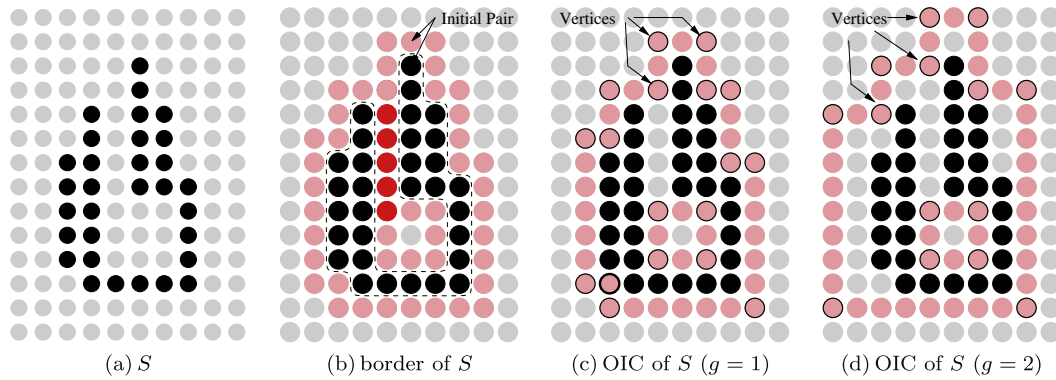 Initial Pair
Vertices
Vertices
(a) S
(b) border of S
(c) OIC of S (g = 1)
(d) OIC of S (g = 2)